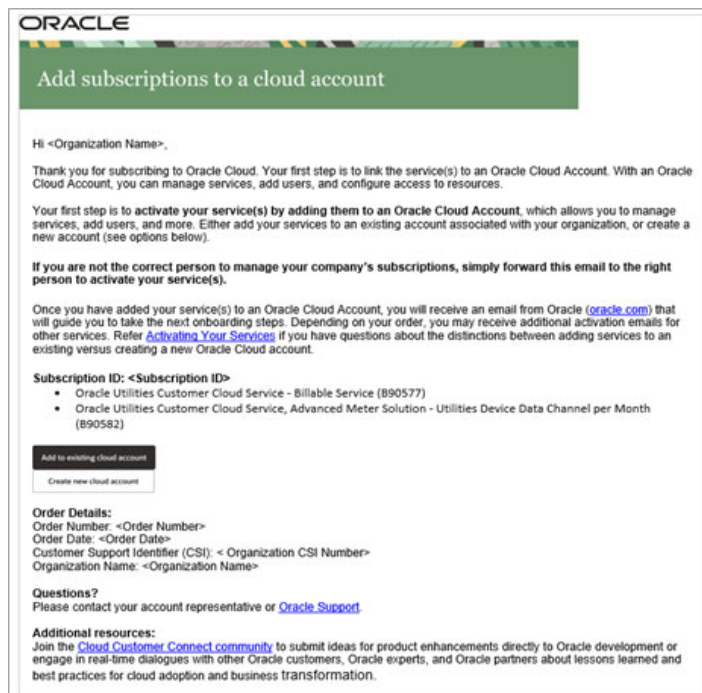 ORACLE
Add subscriptions to a cloud account
Hi <Organization Name>,
Thank you for subscribing to Oracle Cloud. Your first step is to link the service(s) to an Oracle Cloud Account. With an Oracle
Cloud Account, you can manage services, add users, and configure access to resources.
Your first step is to activate your service(s) by adding them to an Oracle Cloud Account, which allows you to manage
services, add users, and more. Either add your services to an existing account associated with your organization, or create a
new account (see options below).
If you are not the correct person to manage your company's subscriptions, simply forward this email to the right
person to activate your service(s).
Once you have added your service(s) to an Oracle Cloud Account, you will receive an email from Oracle (oracle.com) that
will guide you to take the next onboarding steps. Depending on your order, you may receive additional activation emails for
other services. Refer Activating Your Services if you have questions about the distinctions between adding services to an
existing versus creating a new Oracle Cloud account.
Subscription ID: <Subscription ID>
• Oracle Utilities Customer Cloud Service - Billable Service (B90577)
• Oracle Utilities Customer Cloud Service, Advanced Meter Solution - Utilities Device Data Channel per Month
(B90582)
Add to existing cloud account
Create new cloud account
Order Details:
Order Number: <Order Number>
Order Date: <Order Date>
Customer Support Identifier (CSI): < Organization CSI Number>
Organization Name: <Organization Name>
Questions?
Please contact your account representative or Oracle Support.
Additional resources:
Join the Cloud Customer Connect community to submit ideas for product enhancements directly to Oracle development or
engage in real-time dialogues with other Oracle customers, Oracle experts, and Oracle partners about lessons learned and
best practices for cloud adoption and business transformation.